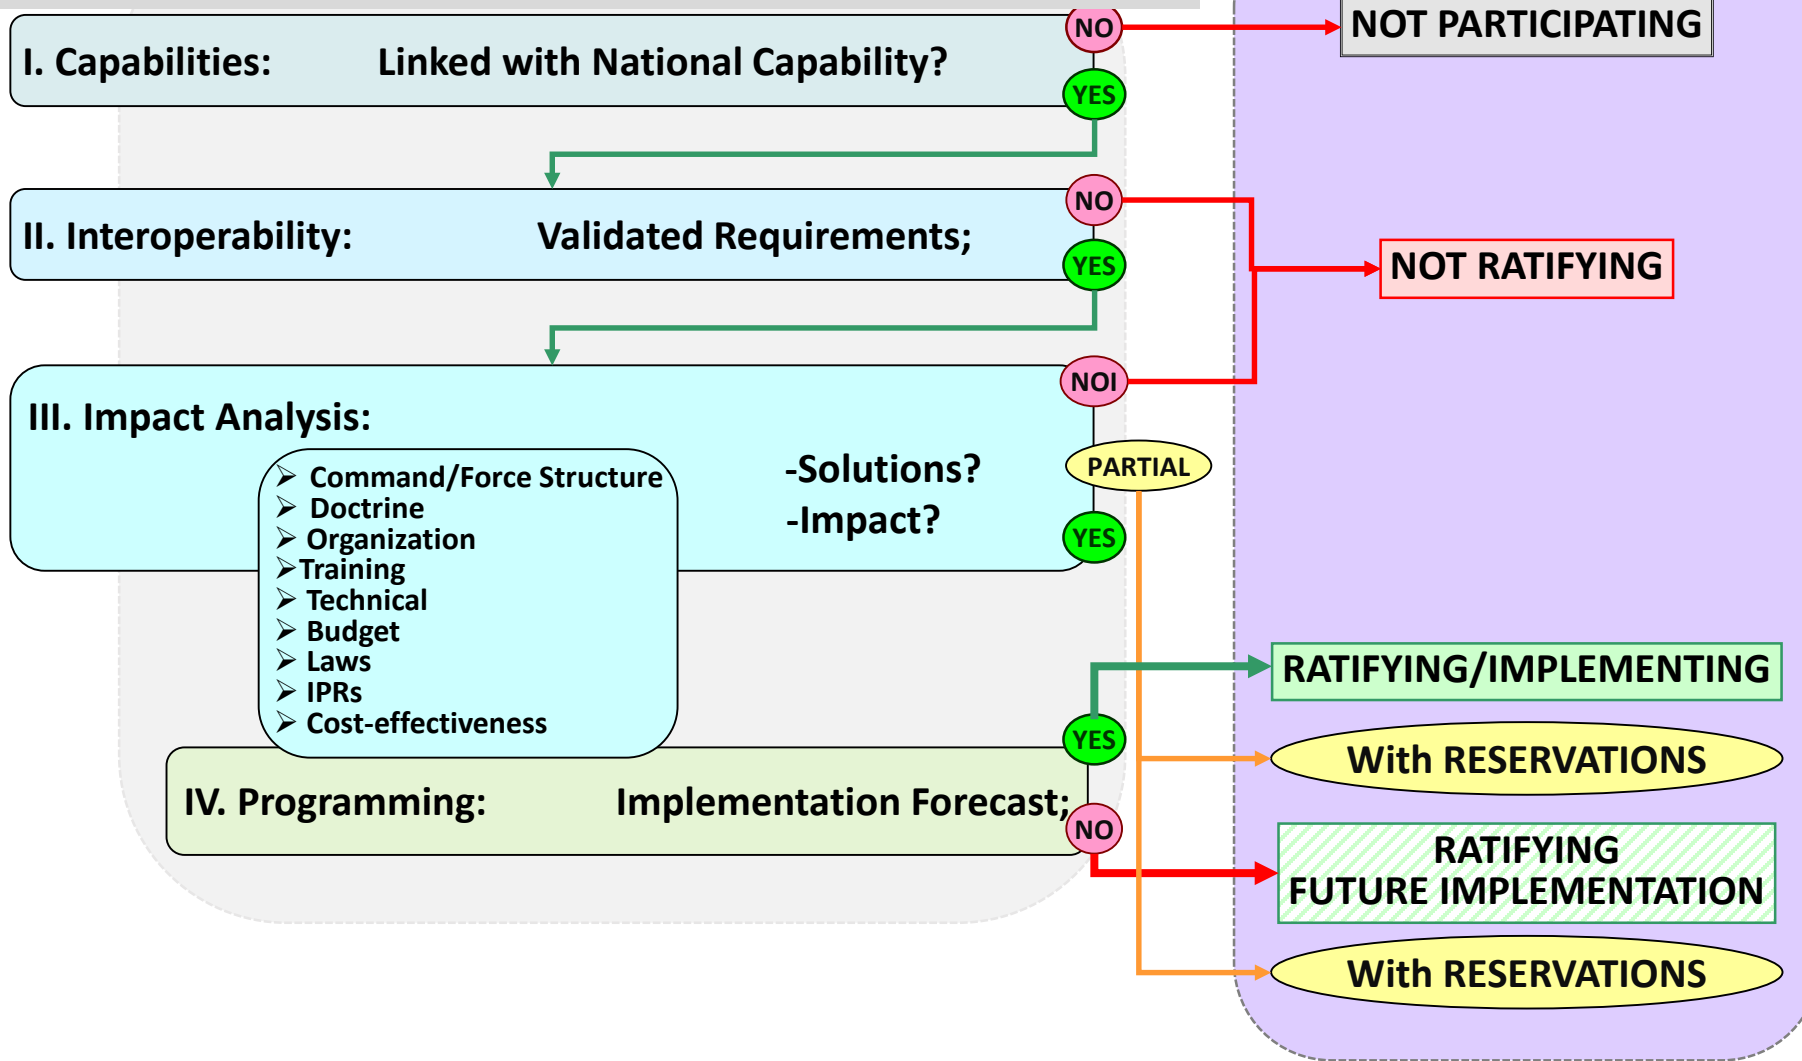 I. Capabilities: Linked with National Capability?
NO
YES
NOT PARTICIPATING
II. Interoperability: Validated Requirements;
NO
YES
NOT RATIFYING
III. Impact Analysis:
-Solutions?
-Impact?
NOI
PARTIAL
YES
➢ Command/Force Structure
➢ Doctrine
➢ Organization
➢Training
➢ Technical
➢ Budget
➢ Laws
➢ IPRs
➢ Cost-effectiveness
IV. Programming: Implementation Forecast;
YES
NO
RATIFYING/IMPLEMENTING
With RESERVATIONS
RATIFYING
FUTURE IMPLEMENTATION
With RESERVATIONS